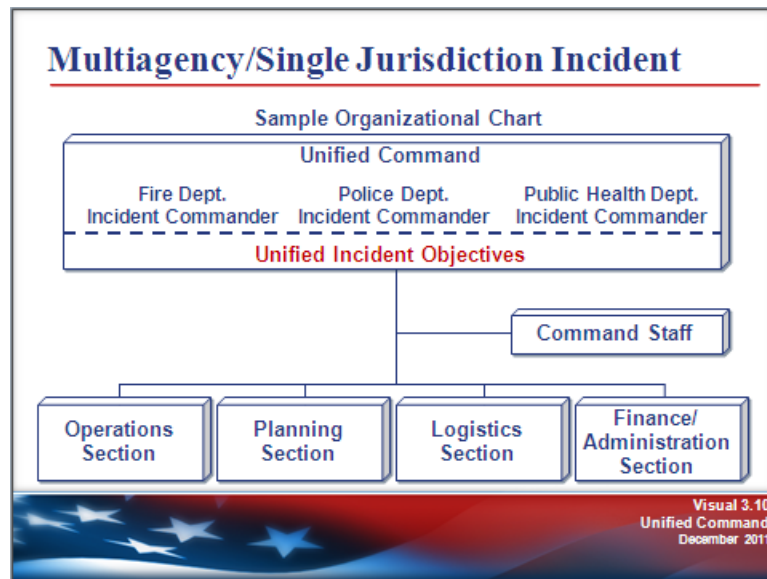 Multiagency/Single Jurisdiction Incident
Sample Organizational Chart
Unified Command
Fire Dept.
Incident Commander
Police Dept.
Incident Commander
Public Health Dept.
Incident Commander
Unified Incident Objectives
Command Staff
Operations
Section
Planning
Section
Logistics
Section
Finance/
Administration
Section
Visual 3.10
Unified Command
December 2011